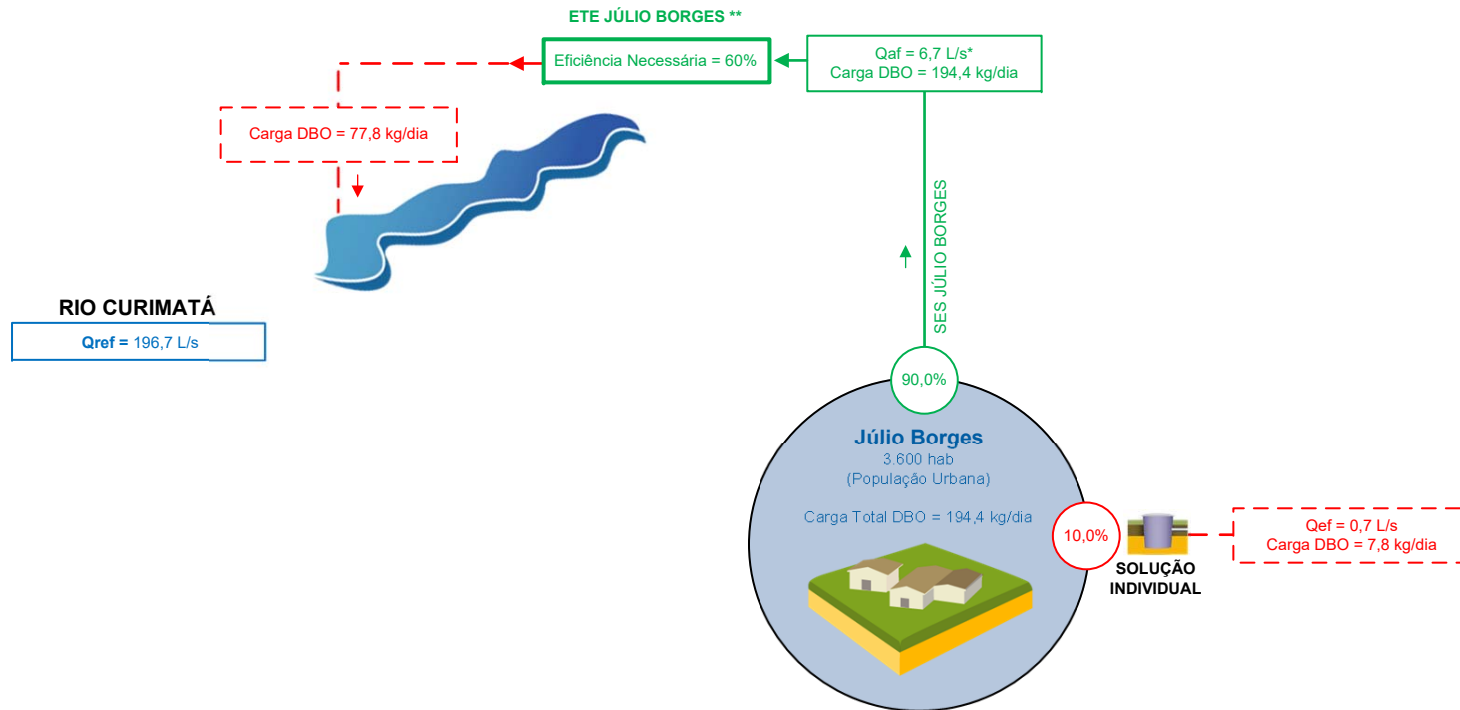 ETE JÚLIO BORGES **
Eficiência Necessária = 60%
Qaf = 6,7 L/s*
Carga DBO = 194,4 kg/dia
Carga DBO = 77,8 kg/dia
SES JÚLIO BORGES
RIO CURIMATÁ
Qref = 196,7 L/s
90,0%
Júlio Borges
3.600 hab
(População Urbana)
Carga Total DBO = 194,4 kg/dia
10,0%
SOLUÇÃO
INDIVIDUAL
Qef = 0,7 L/s
Carga DBO = 7,8 kg/dia